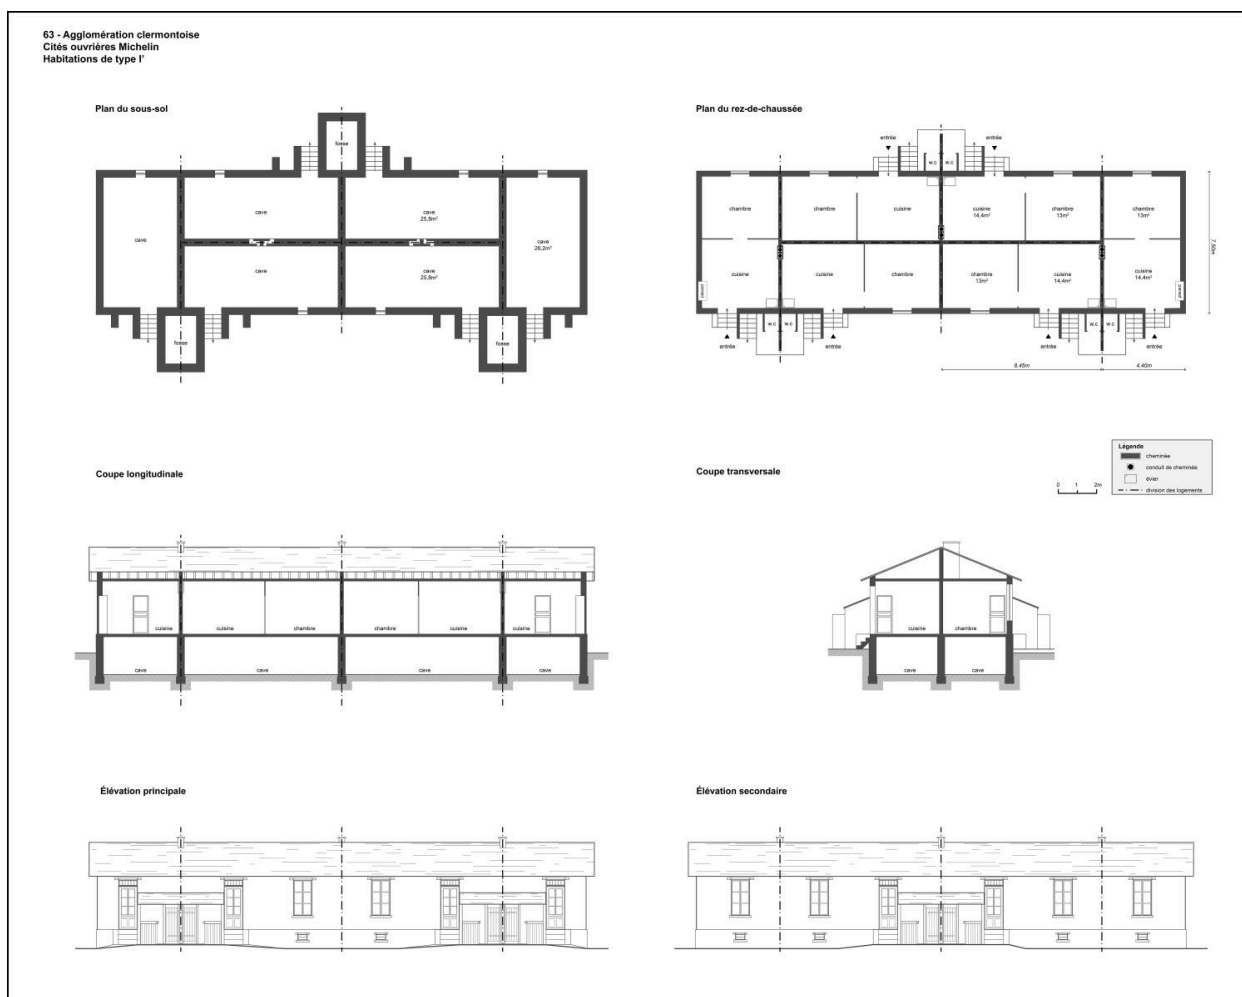 63 - Agglomération clermontoise
Cités ouvrières Michelin
Habitations de type I'
Plan du sous-sol
fosse
cave
cave
25,8m²
cave
cave
26,2m²
cave
cave
25,8m²
fosse
fosse
Plan du rez-de-chaussée
entrée
entrée
w.c
w.c
chambre
chambre
cuisine
cuisine
14,4m²
chambre
13m²
chambre
13m²
7,50m
cuisine
cuisine
chambre
chambre
13m²
cuisine
14,4m²
cuisine
14,4m²
w.c
w.c
w.c
w.c
entrée
entrée
entrée
entrée
8,45m
4,40m
Coupe longitudinale
cuisine
cuisine
chambre
chambre
cuisine
cuisine
cave
cave
cave
cave
Coupe transversale
0 1 2m
Légende
cheminée
conduit de cheminée
évier
division des logements
cuisine
chambre
cave
cave
Élévation principale
Élévation secondaire